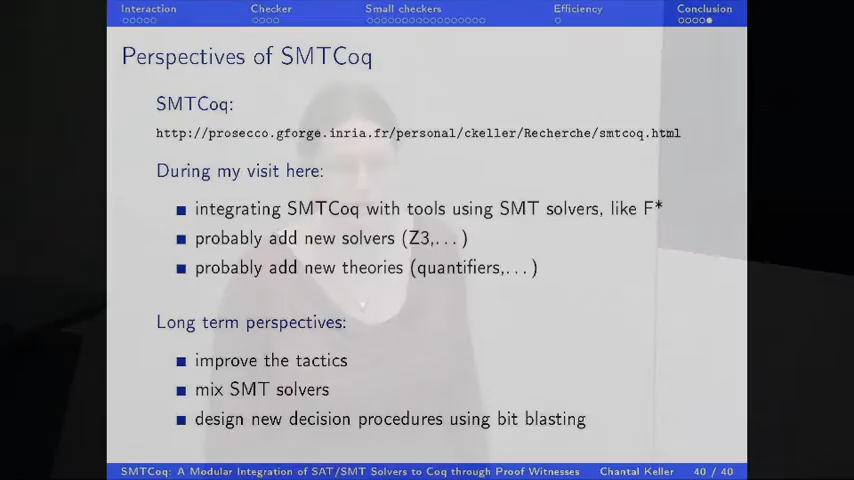 Interaction Checker Small checkers Efficiency Conclusion
Perspectives of SMTCoq
SMTCoq:
http://prosecco.gforge.inria.fr/personal/ckeller/Recherche/smtcoq.html
During my visit here:
integrating SMTCoq with tools using SMT solvers, like F*
probably add new solvers (Z3,...)
probably add new theories (quantifiers,...)
Long term perspectives:
improve the tactics
mix SMT solvers
design new decision procedures using bit blasting
SMTCoq: A Modular Integration of SAT/SMT Solvers to Coq through Proof Witnesses Chantal Keller 40 / 40